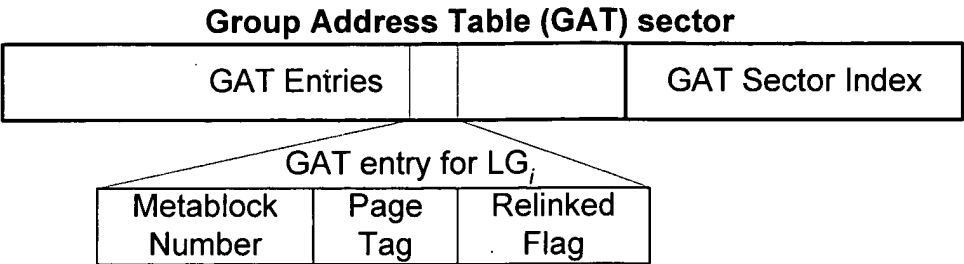 Group Address Table (GAT) sector
GAT Entries
GAT Sector Index
GAT entry for LGi
Metablock Number
Page Tag
Relinked Flag